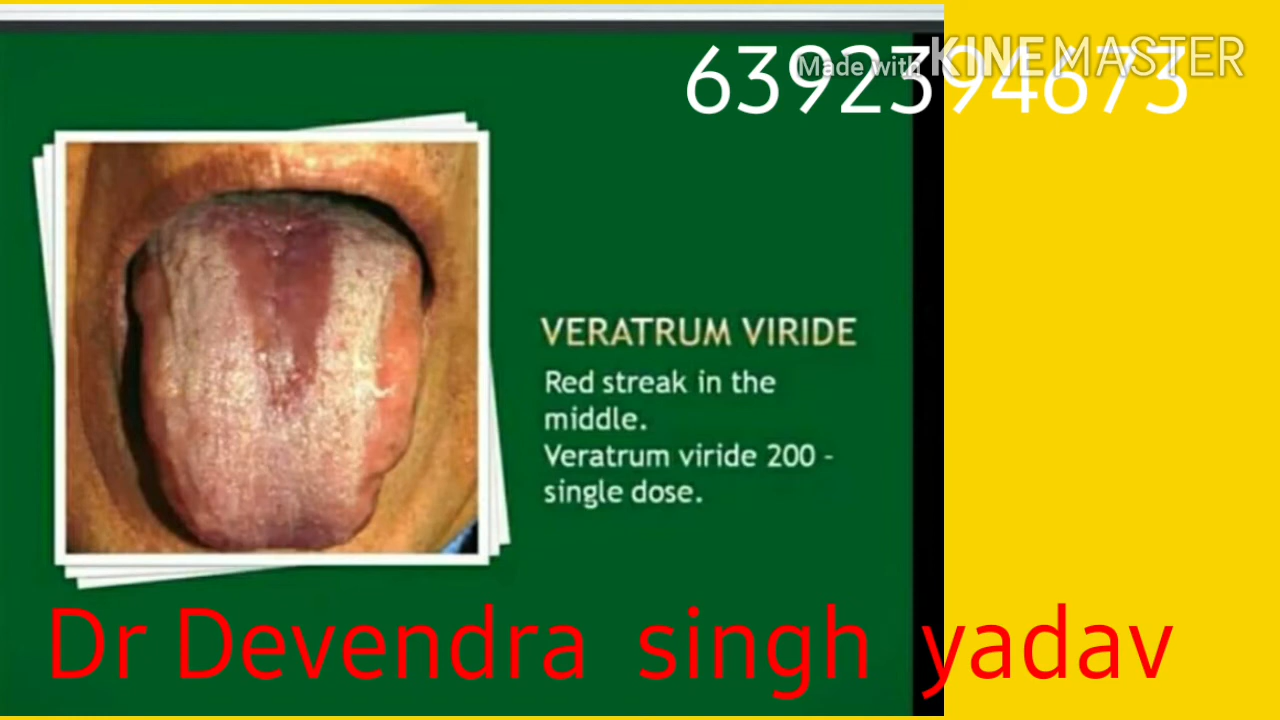 6392394673
Made with KINEMASTER
VERATRUM VIRIDE
Red streak in the
middle.
Veratrum viride 200 -
single dose.
Dr Devendra singh yadav